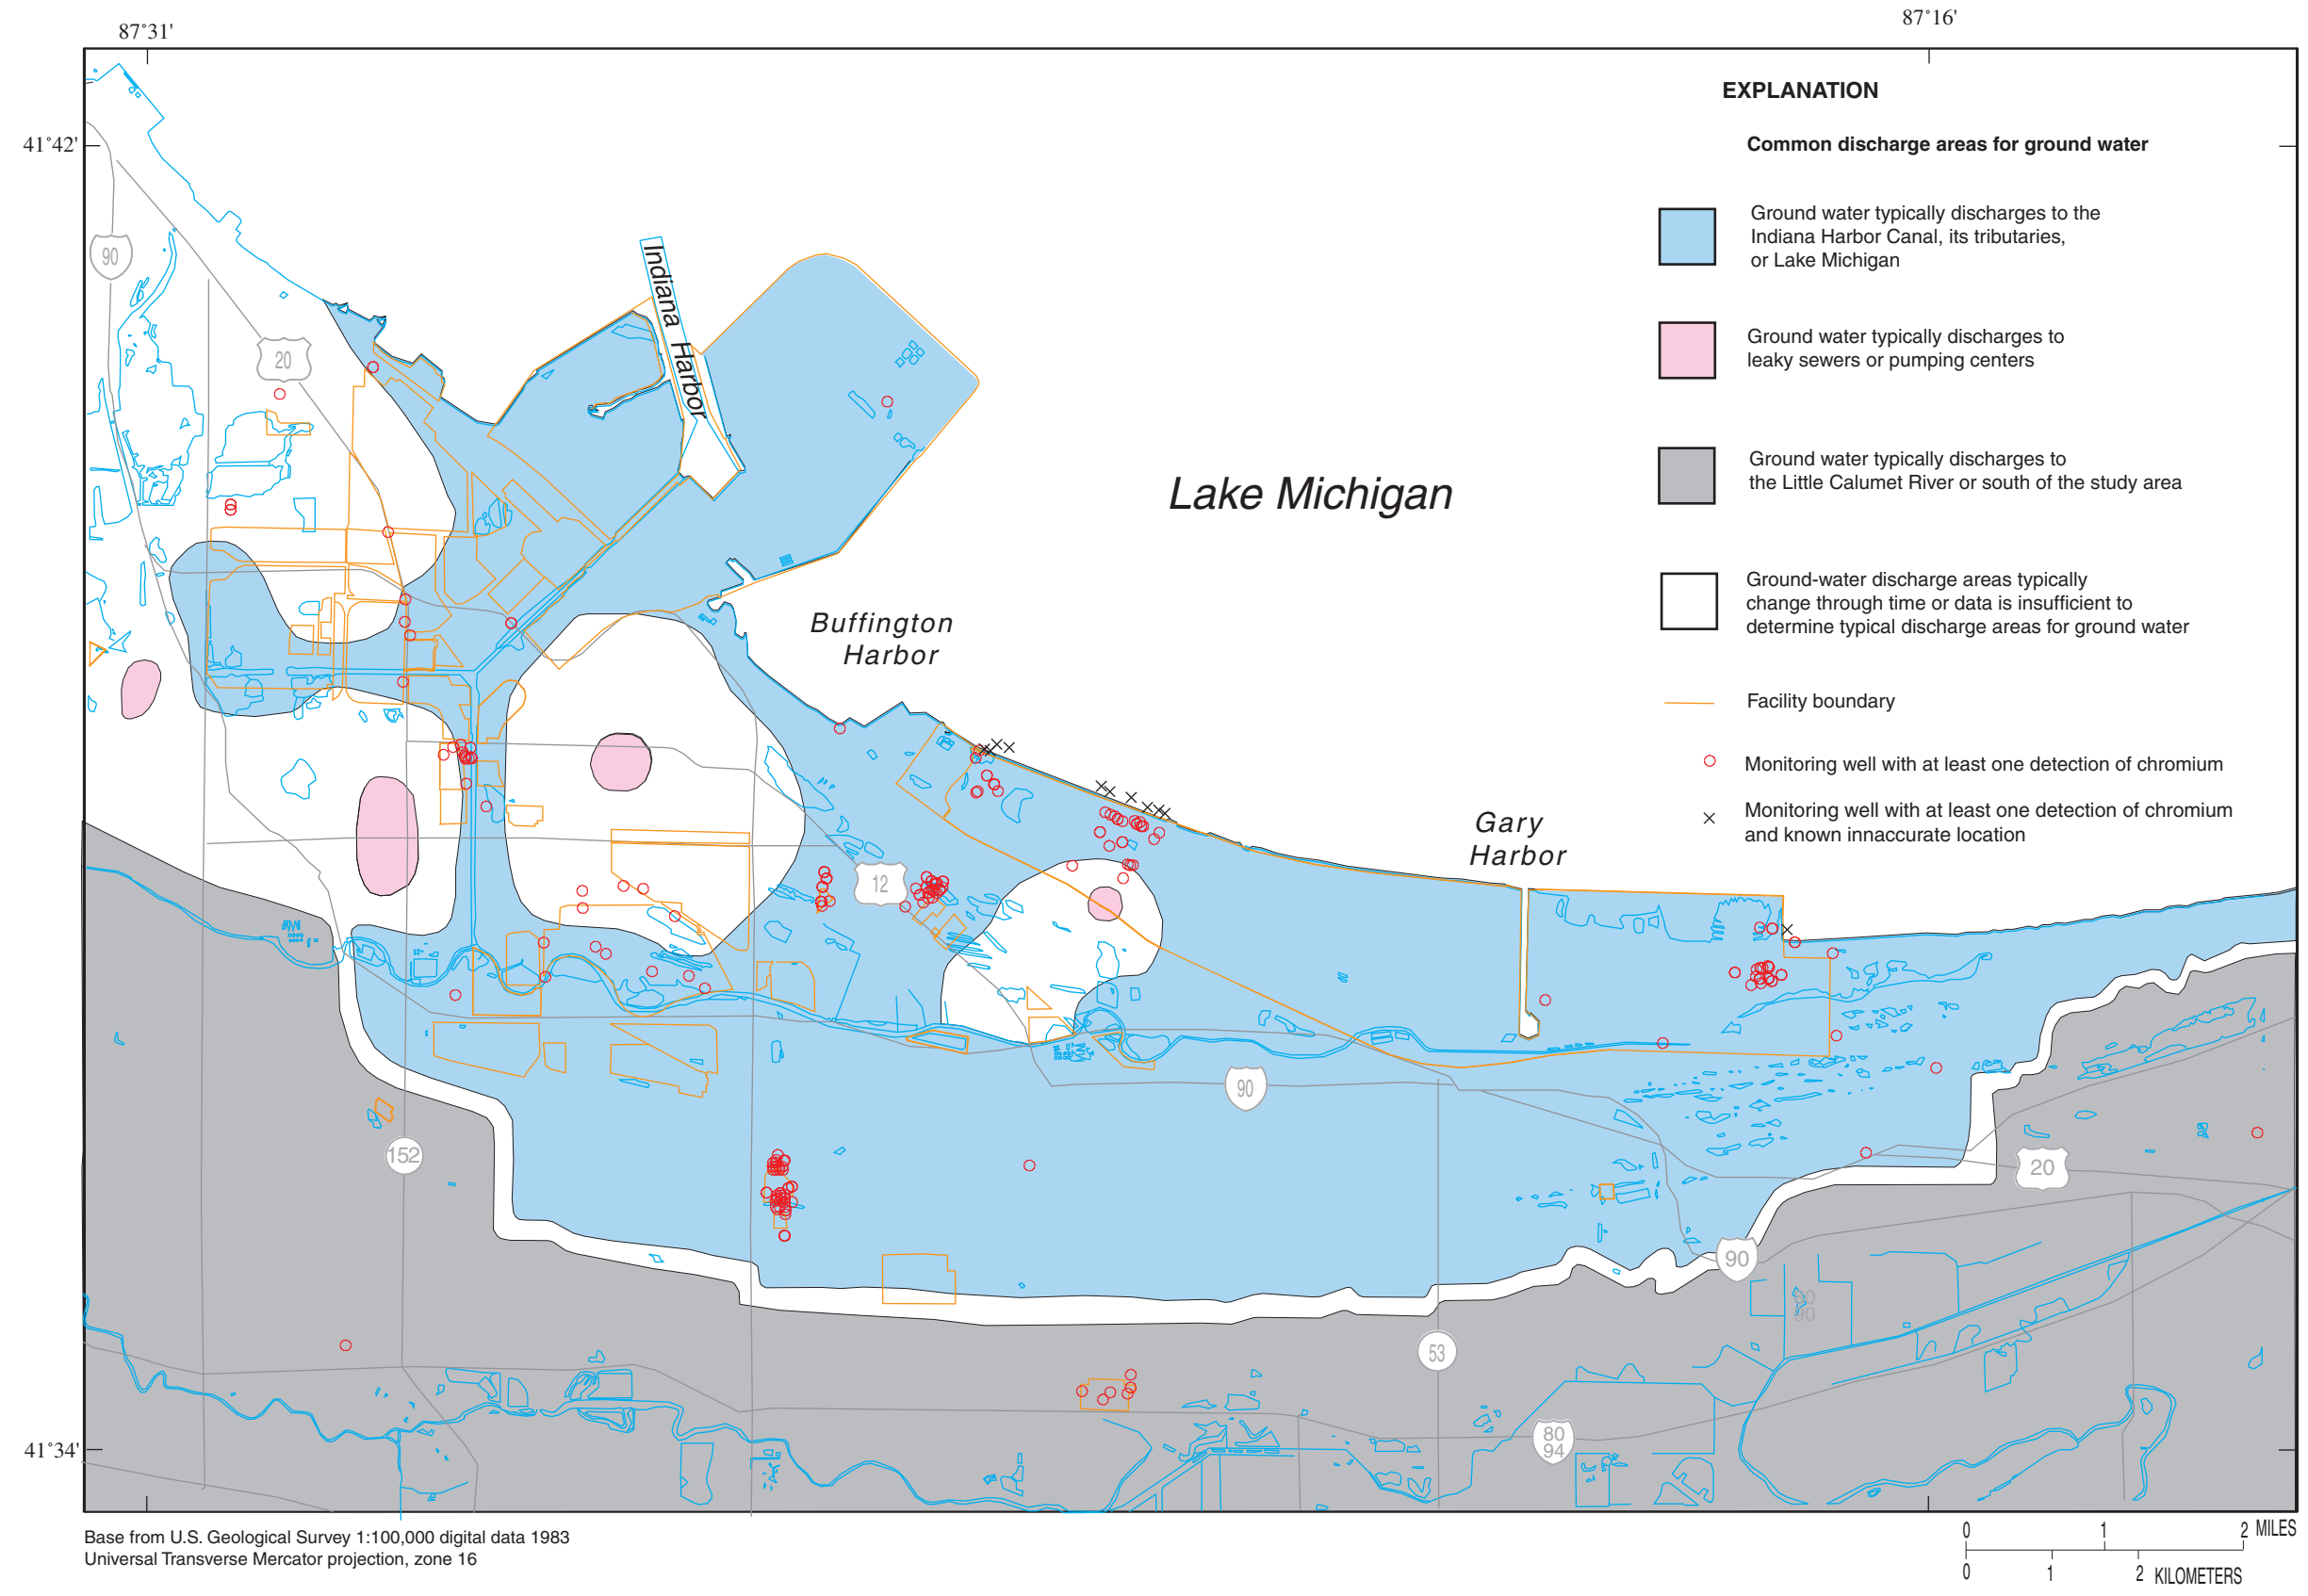 87°31'
87°16'
41°42'
41°34'
EXPLANATION
Common discharge areas for ground water
Ground water typically discharges to the
Indiana Harbor Canal, its tributaries,
or Lake Michigan
Ground water typically discharges to
leaky sewers or pumping centers
Ground water typically discharges to
the Little Calumet River or south of the study area
Ground-water discharge areas typically
change through time or data is insufficient to
determine typical discharge areas for ground water
Facility boundary
Monitoring well with at least one detection of chromium
Monitoring well with at least one detection of chromium
and known innaccurate location
90
20
Indiana Harbor
Lake Michigan
Buffington
Harbor
Gary
Harbor
12
90
152
20
90
80
90
53
80
94
Base from U.S. Geological Survey 1:100,000 digital data 1983
Universal Transverse Mercator projection, zone 16
0 1 2 MILES
0 1 2 KILOMETERS